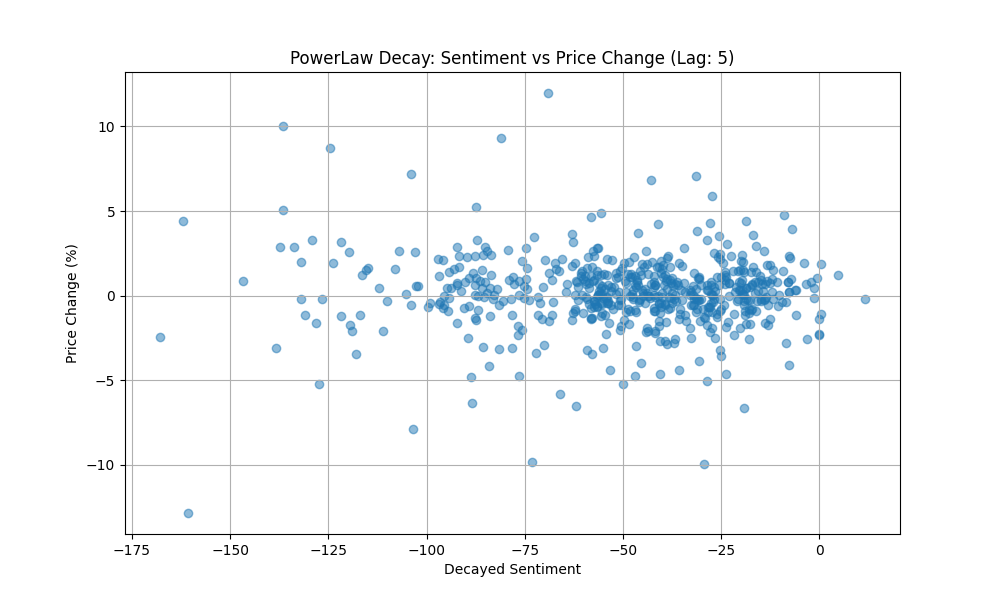 PowerLaw Decay: Sentiment vs Price Change (Lag: 5)
Price Change (%)
10
5
0
−5
−10
−175 −150 −125 −100 −75 −50 −25 0
Decayed Sentiment